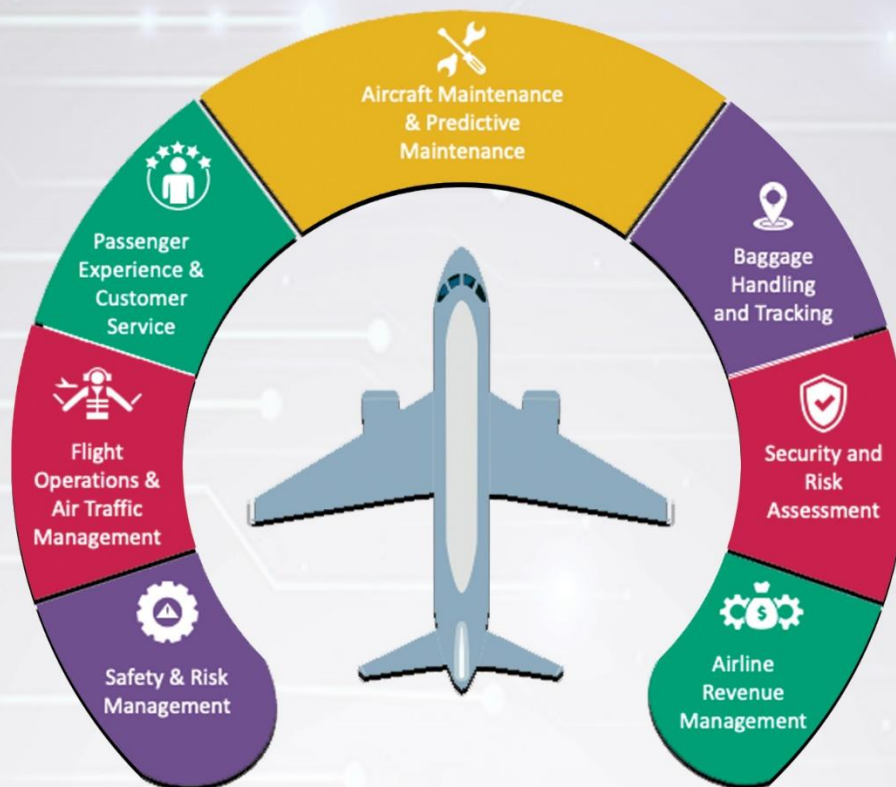 Aircraft Maintenance
& Predictive
Maintenance
Passenger
Experience &
Customer
Service
Baggage
Handling
and Tracking
Flight
Operations &
Air Traffic
Management
Security and
Risk
Assessment
Safety & Risk
Management
$
Airline
Revenue
Management